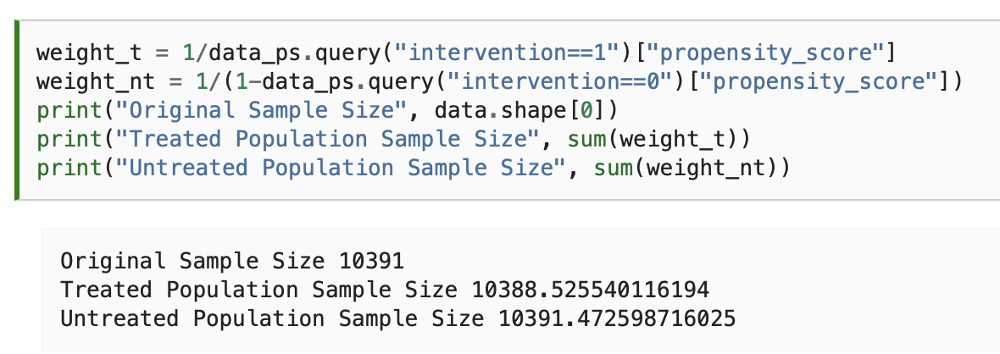 weight_t = 1/data_ps.query("intervention==1")["propensity_score"]
weight_nt = 1/(1-data_ps.query("intervention==0")["propensity_score"])
print("Original Sample Size", data.shape[0])
print("Treated Population Sample Size", sum(weight_t))
print("Untreated Population Sample Size", sum(weight_nt))
Original Sample Size 10391
Treated Population Sample Size 10388.525540116194
Untreated Population Sample Size 10391.472598716025